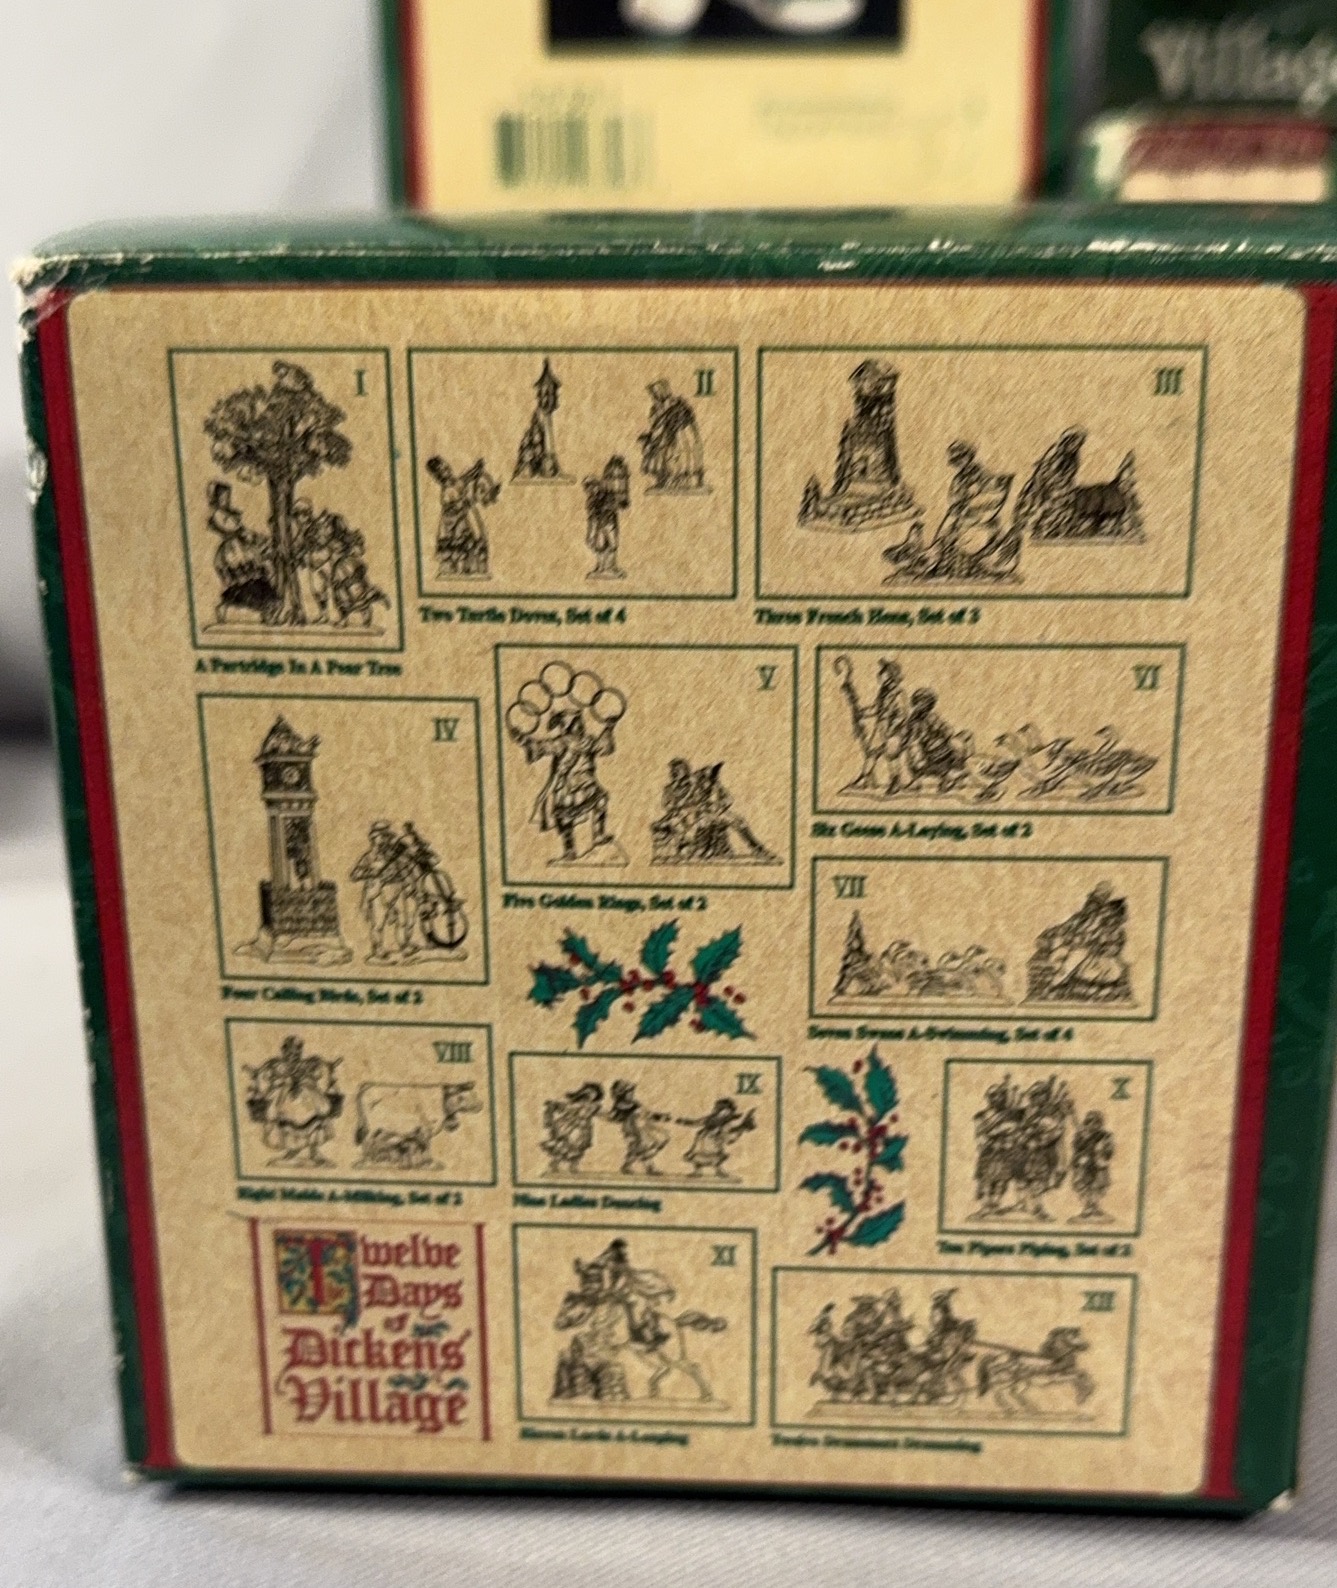 Village
I
II
III
Two Turtle Doves, Set of 4
Three French Hens, Set of 3
A Partridge In A Pear Tree
IV
V
VI
Six Geese A-Laying, Set of 2
Five Golden Rings, Set of 2
VII
Four Calling Birds, Set of 2
Seven Swans A-Swimming, Set of 4
VIII
IX
X
Eight Maids A-Milking, Set of 2
Nine Ladies Dancing
Ten Pipers Piping, Set of 2
Twelve
Days
of
Dickens
Village
XI
XII
Eleven Lords A-Leaping
Twelve Drummers Drumming